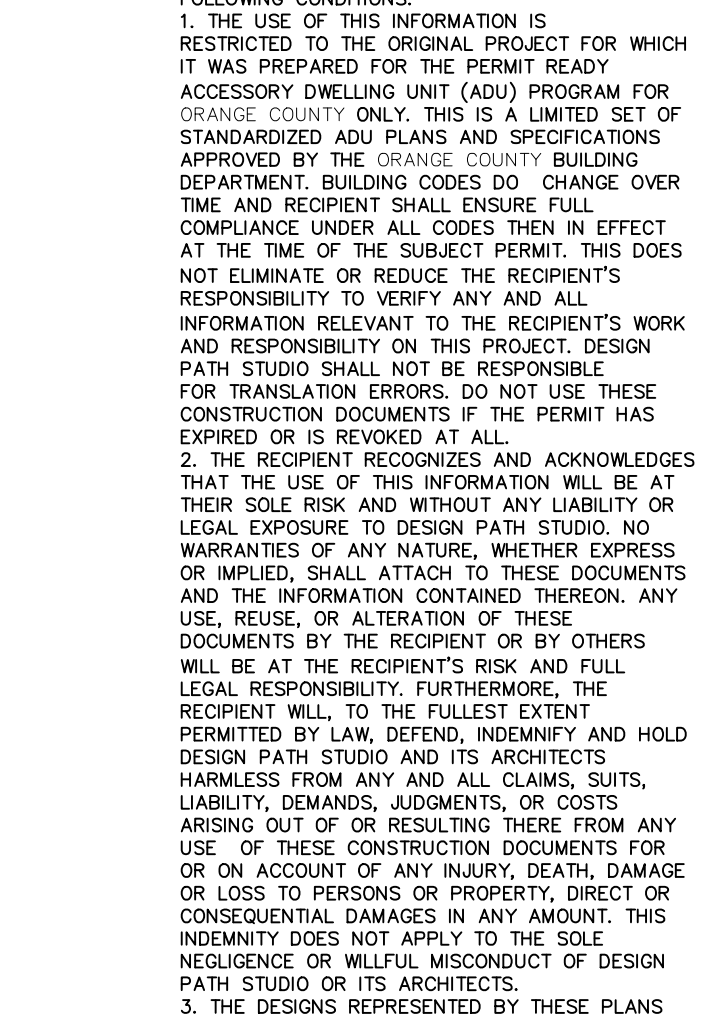 FOLLOWING CONDITIONS:
1. THE USE OF THIS INFORMATION IS
RESTRICTED TO THE ORIGINAL PROJECT FOR WHICH
IT WAS PREPARED FOR THE PERMIT READY
ACCESSORY DWELLING UNIT (ADU) PROGRAM FOR
ORANGE COUNTY ONLY. THIS IS A LIMITED SET OF
STANDARDIZED ADU PLANS AND SPECIFICATIONS
APPROVED BY THE ORANGE COUNTY BUILDING
DEPARTMENT. BUILDING CODES DO CHANGE OVER
TIME AND RECIPIENT SHALL ENSURE FULL
COMPLIANCE UNDER ALL CODES THEN IN EFFECT
AT THE TIME OF THE SUBJECT PERMIT. THIS DOES
NOT ELIMINATE OR REDUCE THE RECIPIENT'S
RESPONSIBILITY TO VERIFY ANY AND ALL
INFORMATION RELEVANT TO THE RECIPIENT'S WORK
AND RESPONSIBILITY ON THIS PROJECT. DESIGN
PATH STUDIO SHALL NOT BE RESPONSIBLE
FOR TRANSLATION ERRORS. DO NOT USE THESE
CONSTRUCTION DOCUMENTS IF THE PERMIT HAS
EXPIRED OR IS REVOKED AT ALL.
2. THE RECIPIENT RECOGNIZES AND ACKNOWLEDGES
THAT THE USE OF THIS INFORMATION WILL BE AT
THEIR SOLE RISK AND WITHOUT ANY LIABILITY OR
LEGAL EXPOSURE TO DESIGN PATH STUDIO. NO
WARRANTIES OF ANY NATURE, WHETHER EXPRESS
OR IMPLIED, SHALL ATTACH TO THESE DOCUMENTS
AND THE INFORMATION CONTAINED THEREON. ANY
USE, REUSE, OR ALTERATION OF THESE
DOCUMENTS BY THE RECIPIENT OR BY OTHERS
WILL BE AT THE RECIPIENT'S RISK AND FULL
LEGAL RESPONSIBILITY. FURTHERMORE, THE
RECIPIENT WILL, TO THE FULLEST EXTENT
PERMITTED BY LAW, DEFEND, INDEMNIFY AND HOLD
DESIGN PATH STUDIO AND ITS ARCHITECTS
HARMLESS FROM ANY AND ALL CLAIMS, SUITS,
LIABILITY, DEMANDS, JUDGMENTS, OR COSTS
ARISING OUT OF OR RESULTING THERE FROM ANY
USE OF THESE CONSTRUCTION DOCUMENTS FOR
OR ON ACCOUNT OF ANY INJURY, DEATH, DAMAGE
OR LOSS TO PERSONS OR PROPERTY, DIRECT OR
CONSEQUENTIAL DAMAGES IN ANY AMOUNT. THIS
INDEMNITY DOES NOT APPLY TO THE SOLE
NEGLIGENCE OR WILLFUL MISCONDUCT OF DESIGN
PATH STUDIO OR ITS ARCHITECTS.
3. THE DESIGNS REPRESENTED BY THESE PLANS